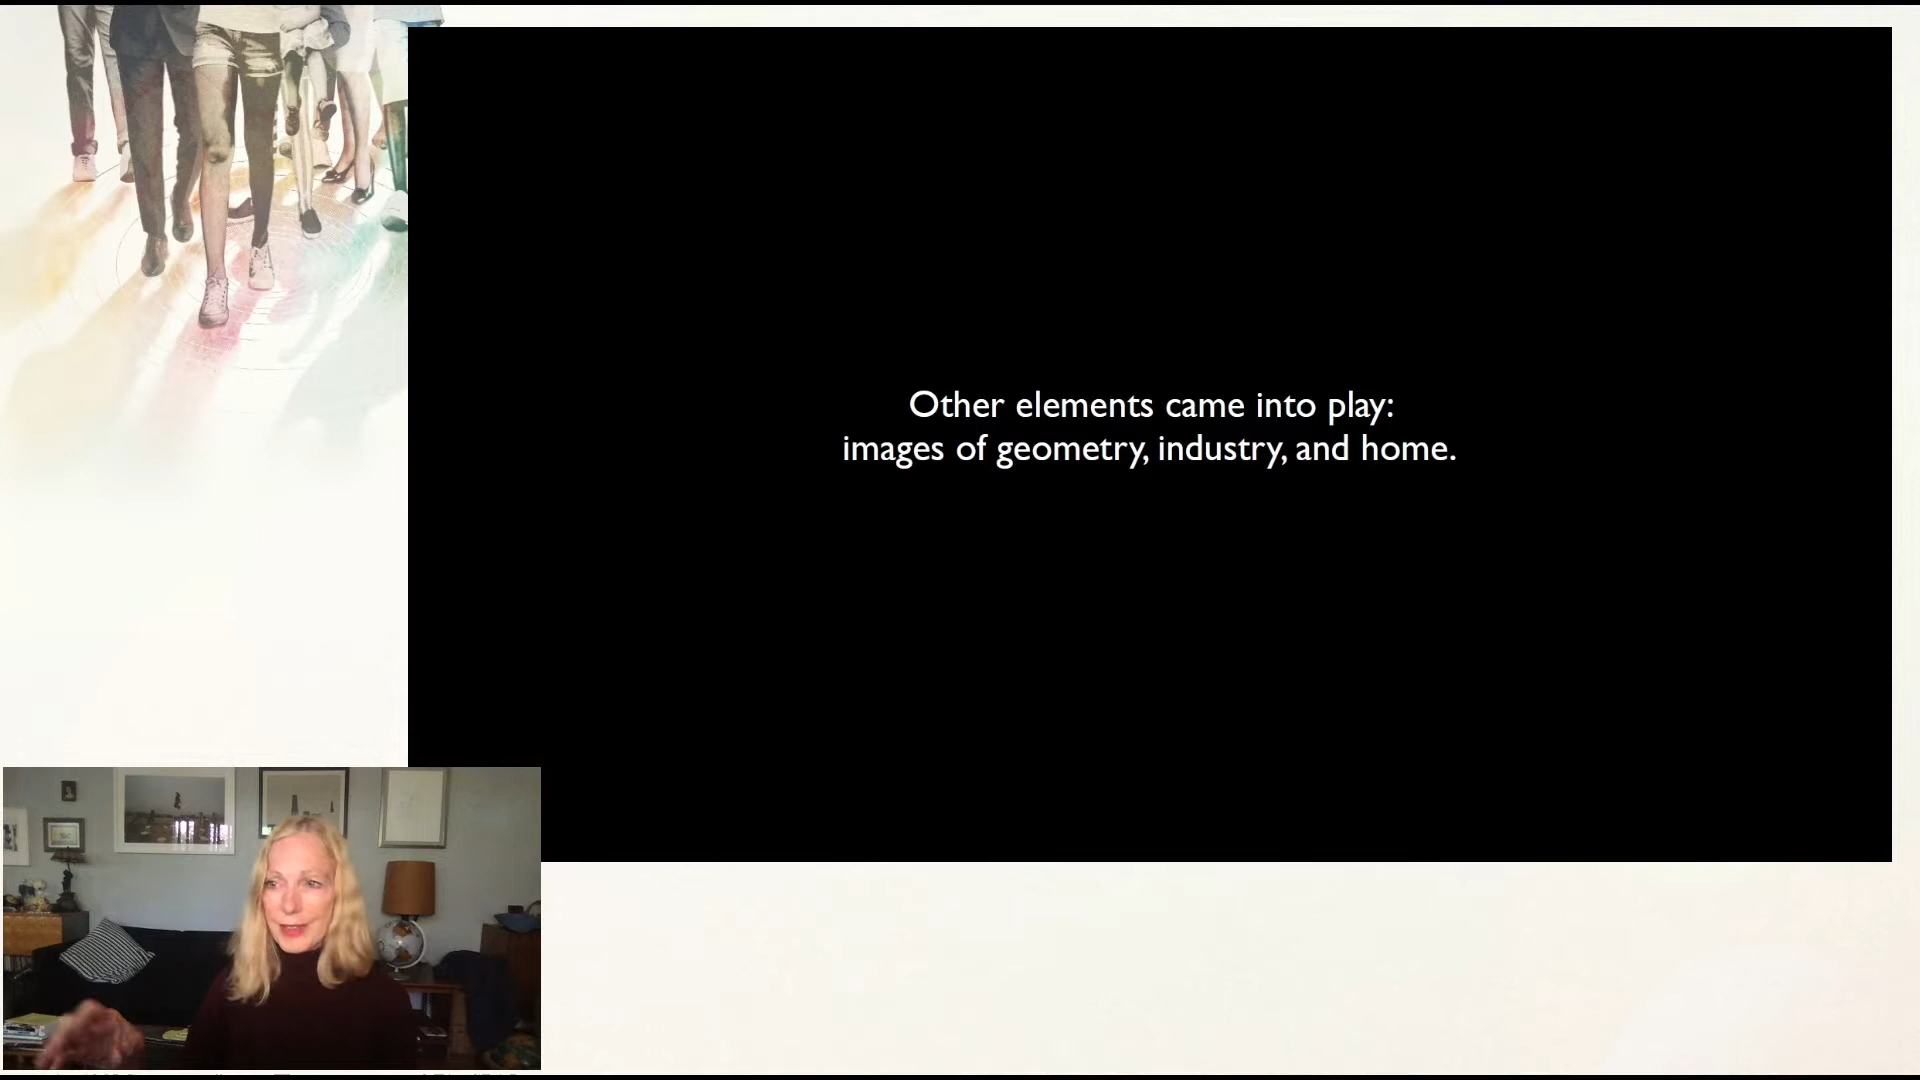 Other elements came into play:
images of geometry, industry, and home.